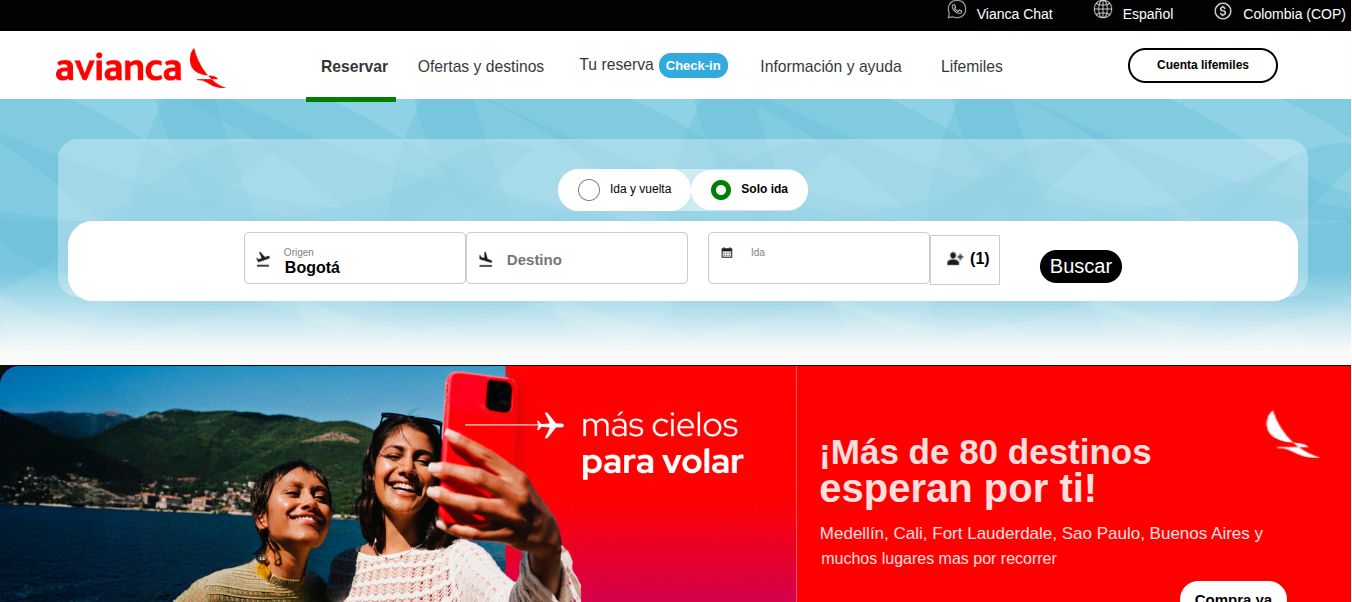 Vianca Chat Español Colombia (COP)
avianca Reservar Ofertas y destinos Tu reserva Check-in Información y ayuda Lifemiles Cuenta lifemiles
Ida y vuelta Solo ida
Origen
Bogotá
Destino
Ida
(1)
Buscar
más cielos
para volar
¡Más de 80 destinos
esperan por ti!
Medellín, Cali, Fort Lauderdale, Sao Paulo, Buenos Aires y
muchos lugares mas por recorrer
Compra ya